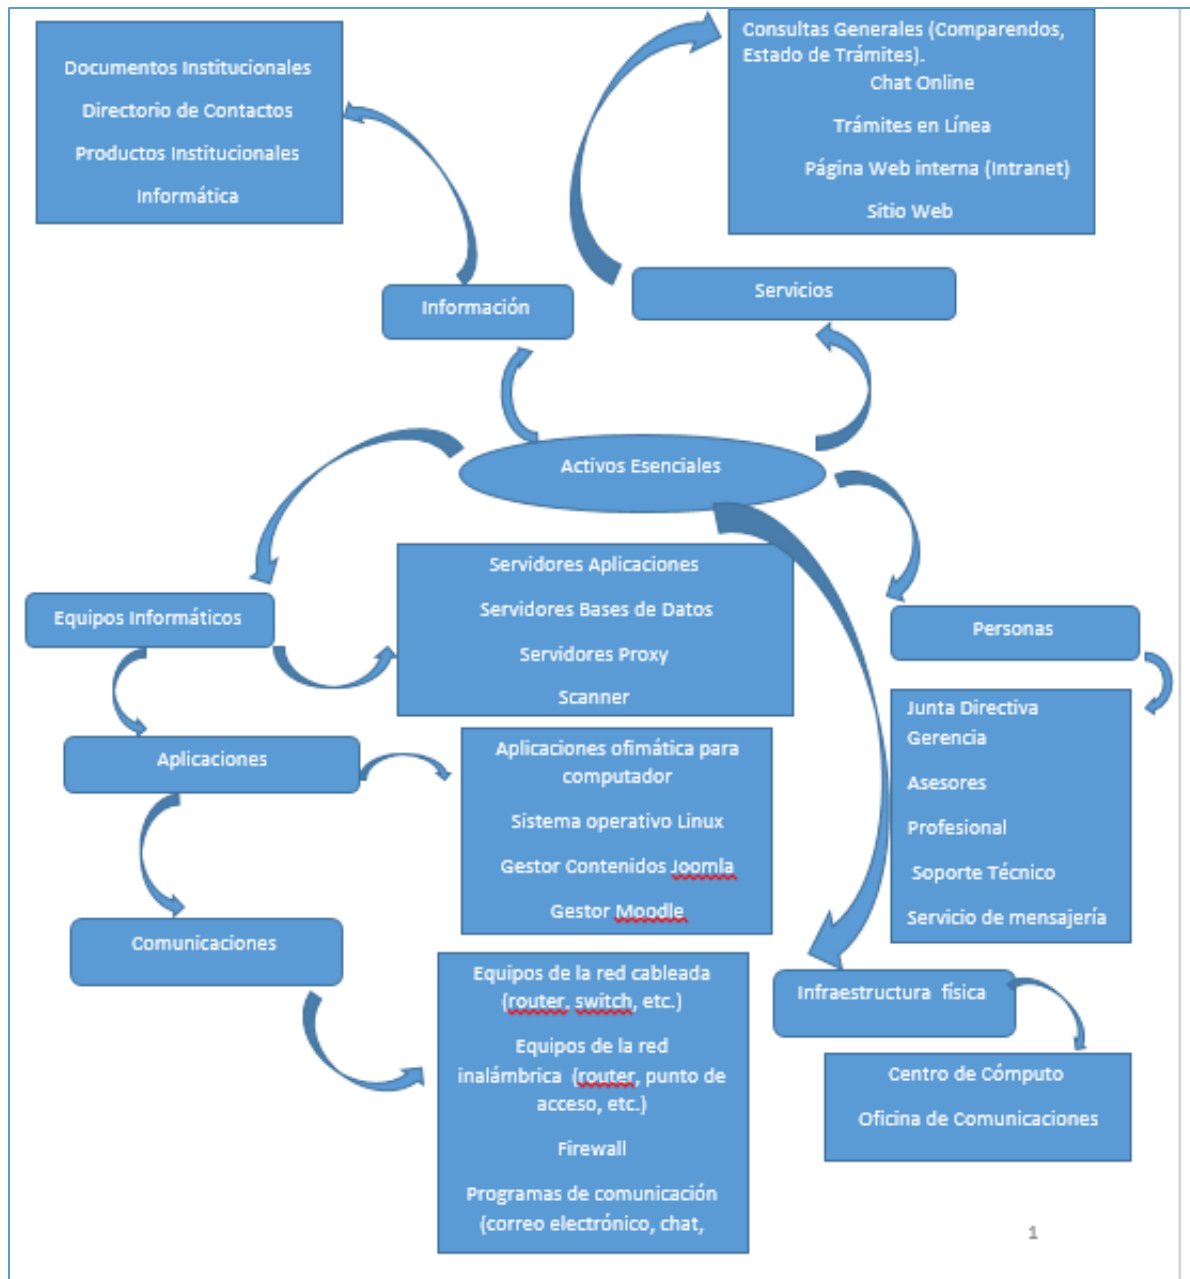 Documentos Institucionales
Directorio de Contactos
Productos Institucionales
Informática
Consultas Generales (Comparendos,
Estado de Trámites).
Chat Online
Trámites en Línea
Página Web interna (Intranet)
Sitio Web
Información
Servicios
Activos Esenciales
Equipos Informáticos
Servidores Aplicaciones
Servidores Bases de Datos
Servidores Proxy
Scanner
Personas
Junta Directiva
Gerencia
Asesores
Profesional
Soporte Técnico
Servicio de mensajería
Aplicaciones
Aplicaciones ofimática para
computador
Sistema operativo Linux
Gestor Contenidos Joomla
Gestor Moodle
Comunicaciones
Equipos de la red cableada
(router, switch, etc.)
Equipos de la red
inalámbrica (router, punto de
acceso, etc.)
Firewall
Programas de comunicación
(correo electrónico, chat,
Infraestructura física
Centro de Cómputo
Oficina de Comunicaciones
1